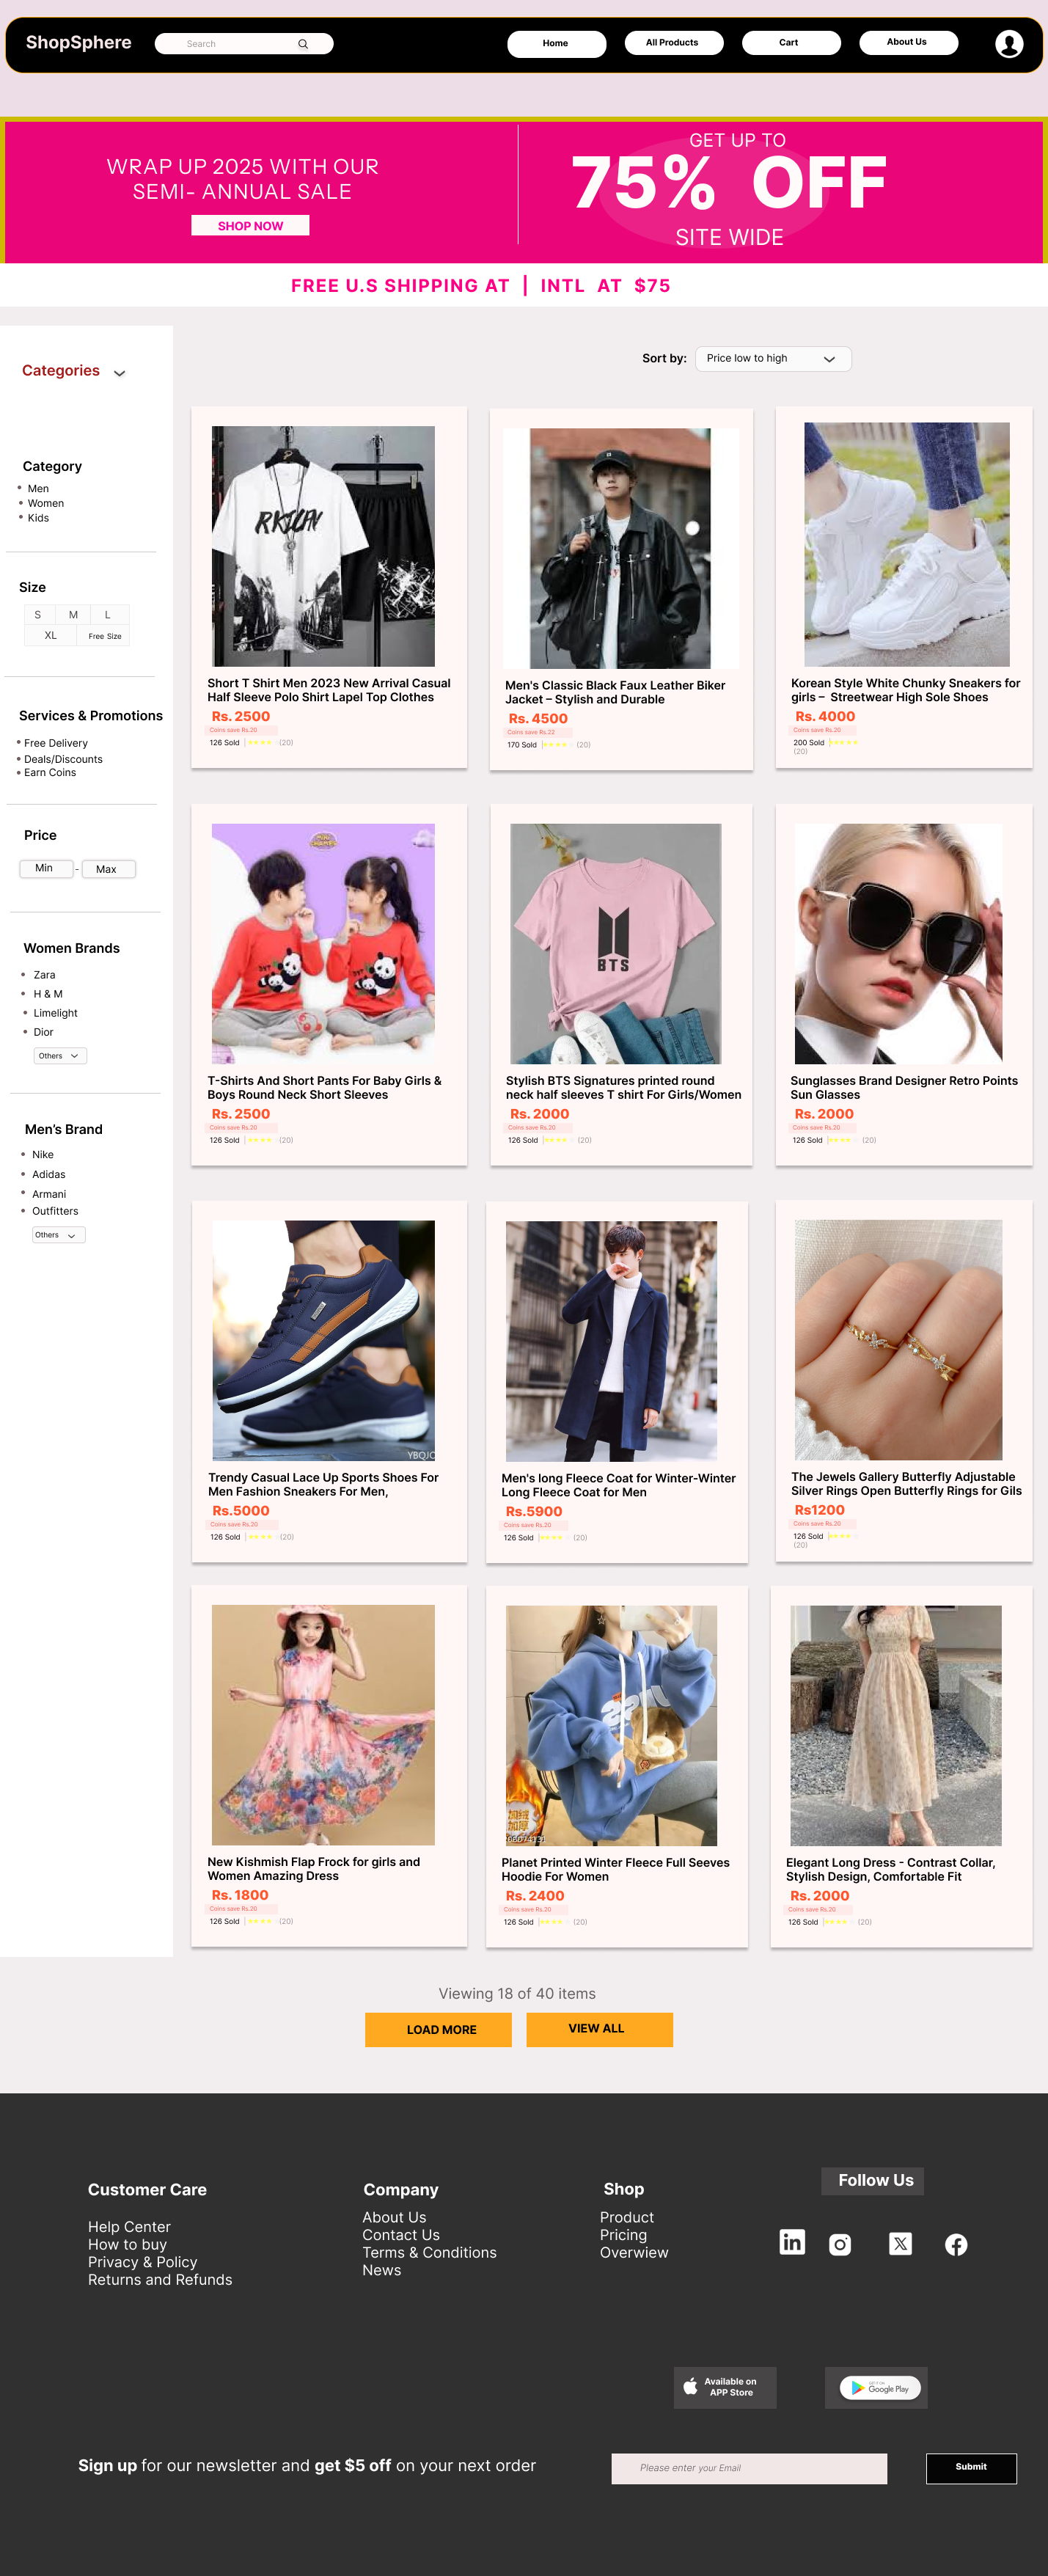 ShopSphere
Search
Home
All Products
Cart
About Us
WRAP UP 2025 WITH OUR
SEMI- ANNUAL SALE
SHOP NOW
GET UP TO
75% OFF
SITE WIDE
FREE U.S SHIPPING AT | INTL AT $75
Categories
Sort by:
Price low to high
Category
Men
Women
Kids
Size
S
M
L
XL
Free Size
Services & Promotions
Free Delivery
Deals/Discounts
Earn Coins
Price
Min
-
Max
Women Brands
Zara
H & M
Limelight
Dior
Others
Men's Brand
Nike
Adidas
Armani
Outfitters
Others
Short T Shirt Men 2023 New Arrival Casual
Half Sleeve Polo Shirt Lapel Top Clothes
Rs. 2500
Coins save Rs.20
126 Sold | (20)
Men's Classic Black Faux Leather Biker
Jacket – Stylish and Durable
Rs. 4500
Coins save Rs.22
170 Sold | (20)
Korean Style White Chunky Sneakers for
girls – Streetwear High Sole Shoes
Rs. 4000
Coins save Rs.20
200 Sold |
(20)
T-Shirts And Short Pants For Baby Girls &
Boys Round Neck Short Sleeves
Rs. 2500
Coins save Rs.20
126 Sold | (20)
BTS
Stylish BTS Signatures printed round
neck half sleeves T shirt For Girls/Women
Rs. 2000
Coins save Rs.20
126 Sold | (20)
Sunglasses Brand Designer Retro Points
Sun Glasses
Rs. 2000
Coins save Rs.20
126 Sold | (20)
YBQJC
Trendy Casual Lace Up Sports Shoes For
Men Fashion Sneakers For Men,
Rs.5000
Coins save Rs.20
126 Sold | (20)
Men's long Fleece Coat for Winter-Winter
Long Fleece Coat for Men
Rs.5900
Coins save Rs.20
126 Sold | (20)
The Jewels Gallery Butterfly Adjustable
Silver Rings Open Butterfly Rings for Gils
Rs1200
Coins save Rs.20
126 Sold |
(20)
New Kishmish Flap Frock for girls and
Women Amazing Dress
Rs. 1800
Coins save Rs.20
126 Sold | (20)
加绒
加厚
Planet Printed Winter Fleece Full Seeves
Hoodie For Women
Rs. 2400
Coins save Rs.20
126 Sold | (20)
Elegant Long Dress - Contrast Collar,
Stylish Design, Comfortable Fit
Rs. 2000
Coins save Rs.20
126 Sold | (20)
Viewing 18 of 40 items
LOAD MORE
VIEW ALL
Customer Care
Help Center
How to buy
Privacy & Policy
Returns and Refunds
Company
About Us
Contact Us
Terms & Conditions
News
Shop
Product
Pricing
Overwiew
Follow Us
Available on
APP Store
GET IT ON
Google Play
Sign up for our newsletter and get $5 off on your next order
Please enter your Email
Submit